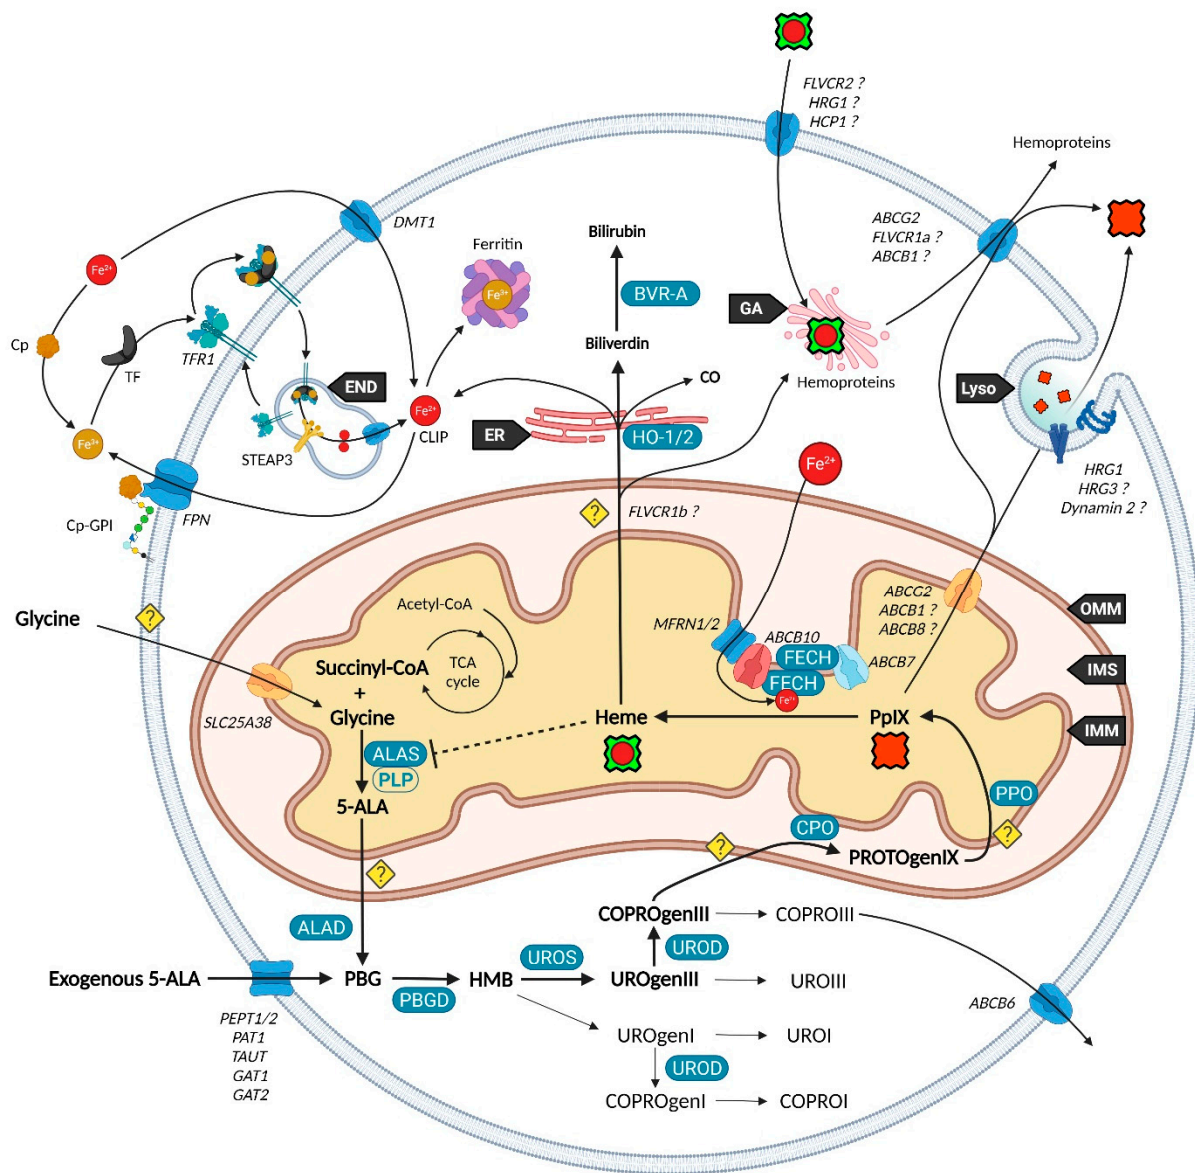 FLVCR2 ?
HRG1 ?
HCP1 ?
Hemoproteins
ABCG2
FLVCR1a ?
ABCB1 ?
DMT1
Ferritin
Fe³⁺
Bilirubin
BVR-A
Biliverdin
CO
GA
Hemoproteins
Fe²⁺
Cp
TF
TFR1
END
Fe²⁺
CLIP
STEAP3
Fe³⁺
ER
HO-1/2
Fe²⁺
Lyso
HRG1
HRG3 ?
Dynamin 2 ?
FPN
Cp-GPI
?
FLVCR1b ?
?
Glycine
Acetyl-CoA
Succinyl-CoA
+
Glycine
TCA
cycle
SLC25A38
MFRN1/2
ABCB10
FECH
FECH
Fe²⁺
ABCB7
ABCG2
ABCB1 ?
ABCB8 ?
OMM
IMS
IMM
Heme
PpIX
ALAS
PLP
5-ALA
PPO
CPO
?
?
PROTOgenIX
?
COPROgenIII
COPROIII
ALAD
UROD
Exogenous 5-ALA
PBG
PBGD
HMB
UROS
UROgenIII
UROIII
ABCB6
PEPT1/2
PAT1
TAUT
GAT1
GAT2
UROgenI
UROI
UROD
COPROgenI
COPROI